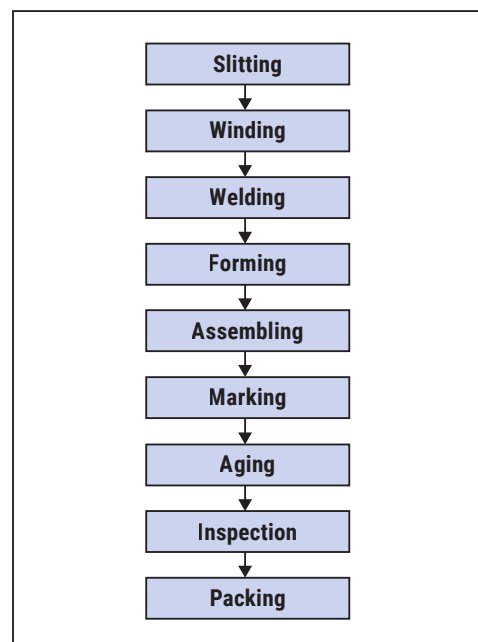 Slitting
Winding
Welding
Forming
Assembling
Marking
Aging
Inspection
Packing